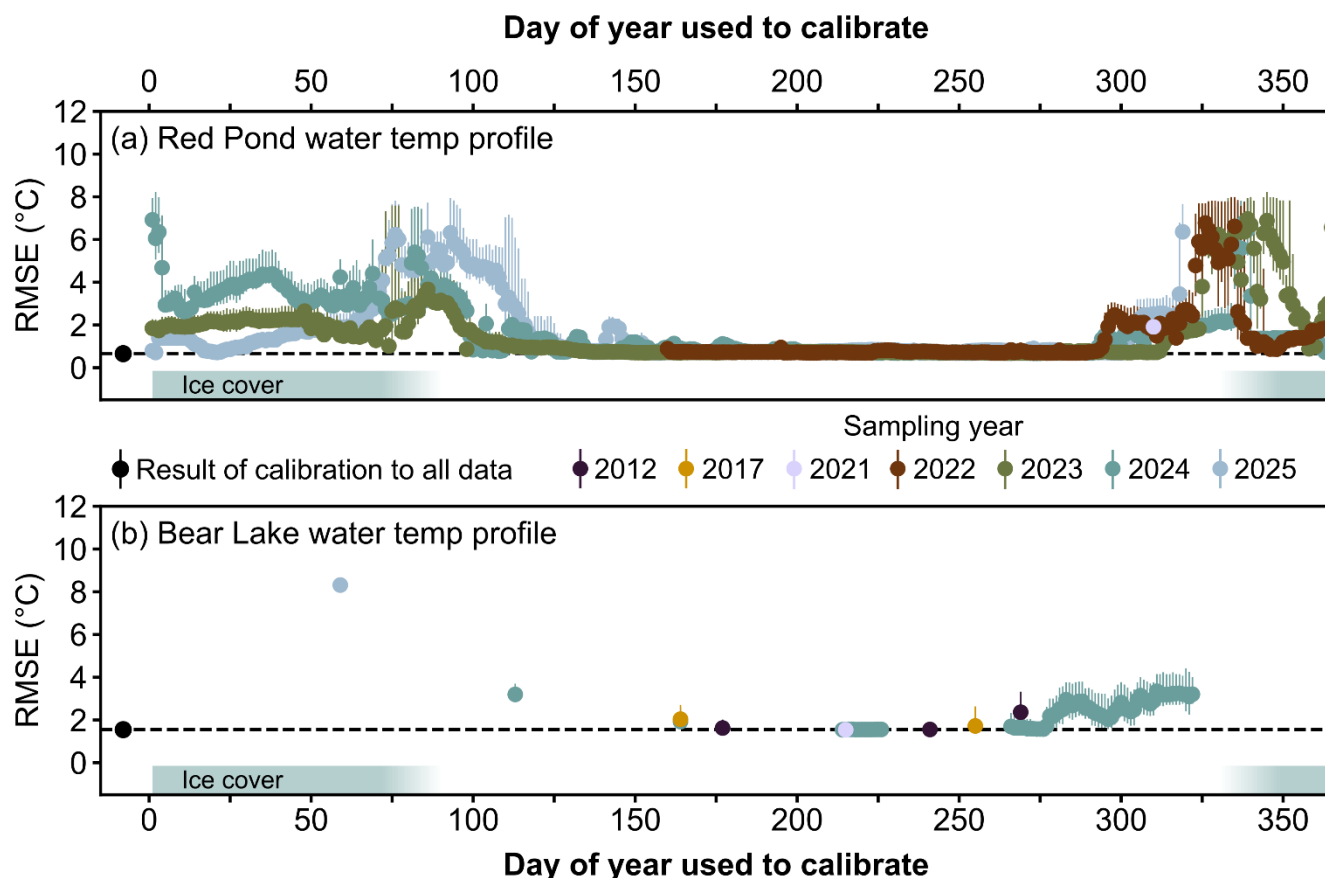 Day of year used to calibrate
0 50 100 150 200 250 300 350
12
(a) Red Pond water temp profile
10
8
6
4
2
0
RMSE (°C)
Ice cover
Sampling year
Result of calibration to all data 2012 2017 2021 2022 2023 2024 2025
12
(b) Bear Lake water temp profile
10
8
6
4
2
0
RMSE (°C)
Ice cover
0 50 100 150 200 250 300 350
Day of year used to calibrate